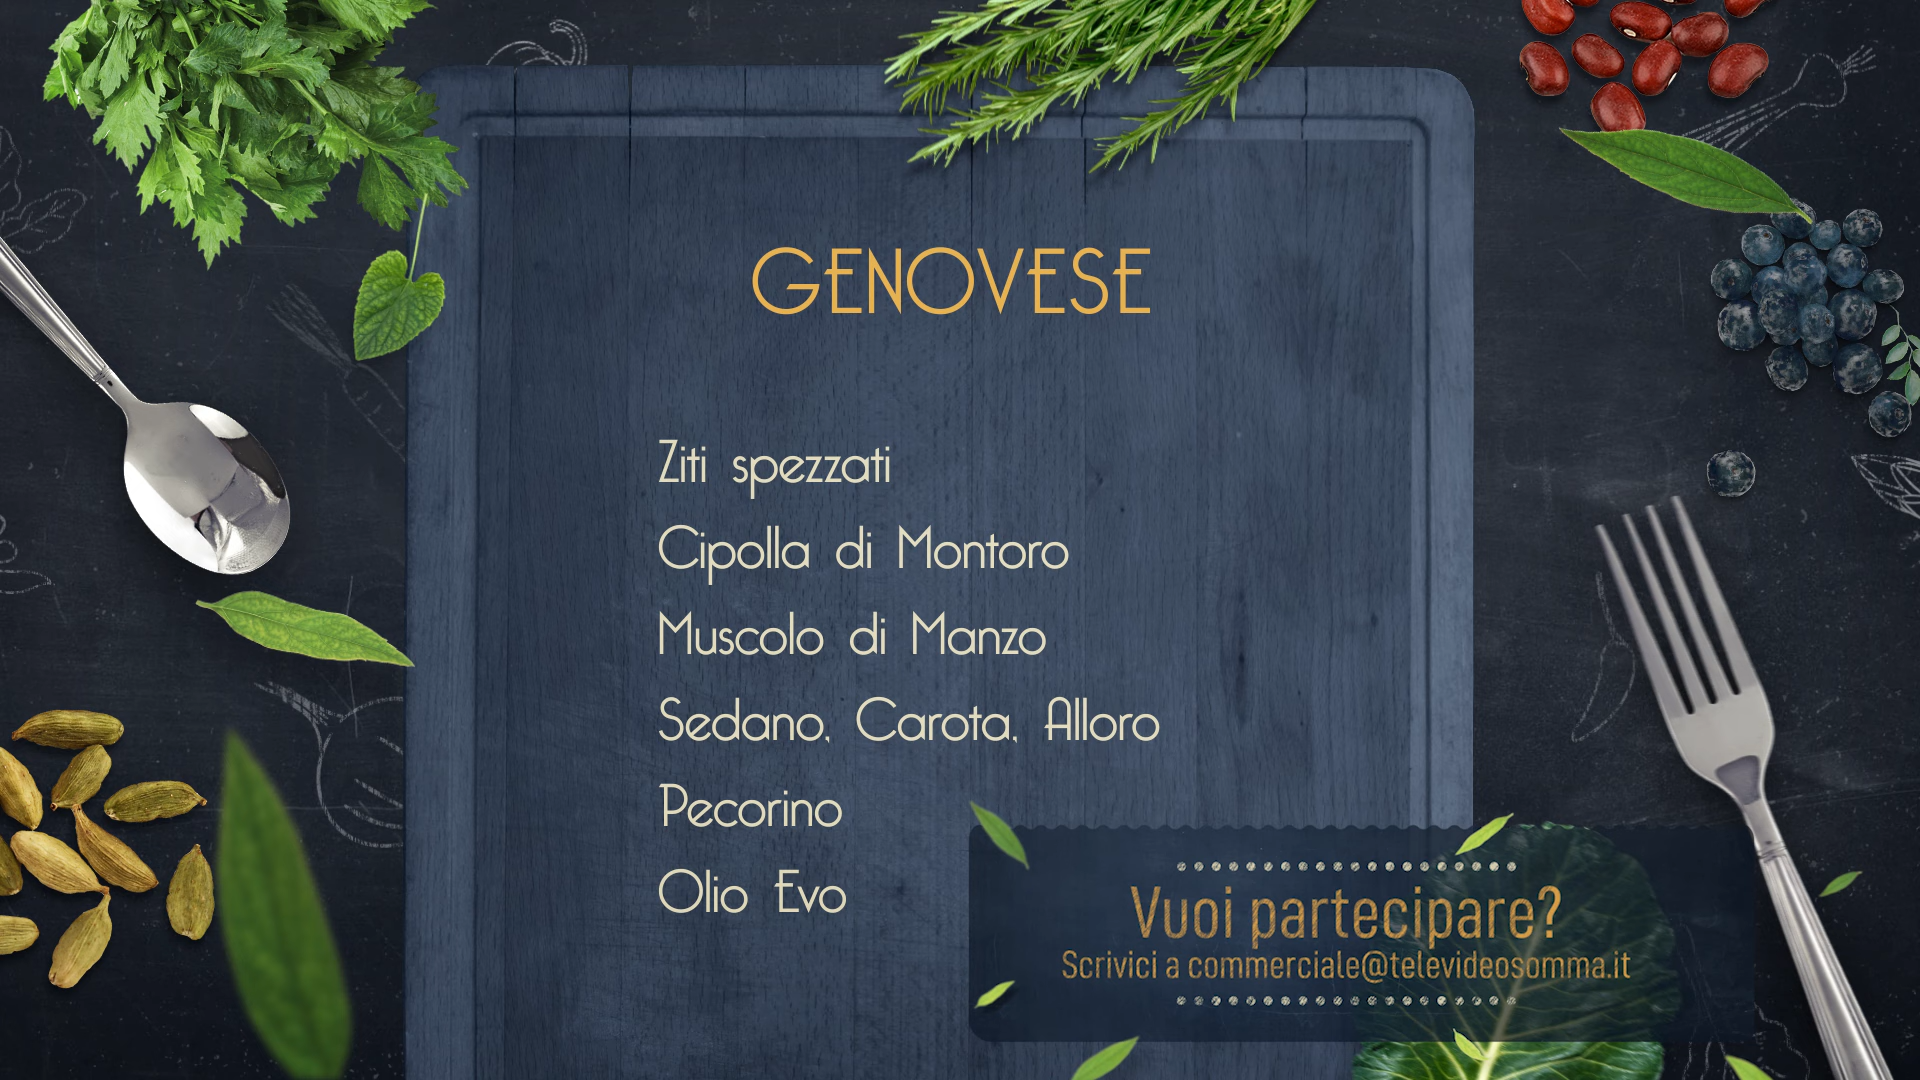 GENOVESE
Ziti spezzati
Cipolla di Montoro
Muscolo di Manzo
Sedano, Carota, Alloro
Pecorino
Olio Evo
Vuoi partecipare?
Scrivici a commerciale@televideosomma.it